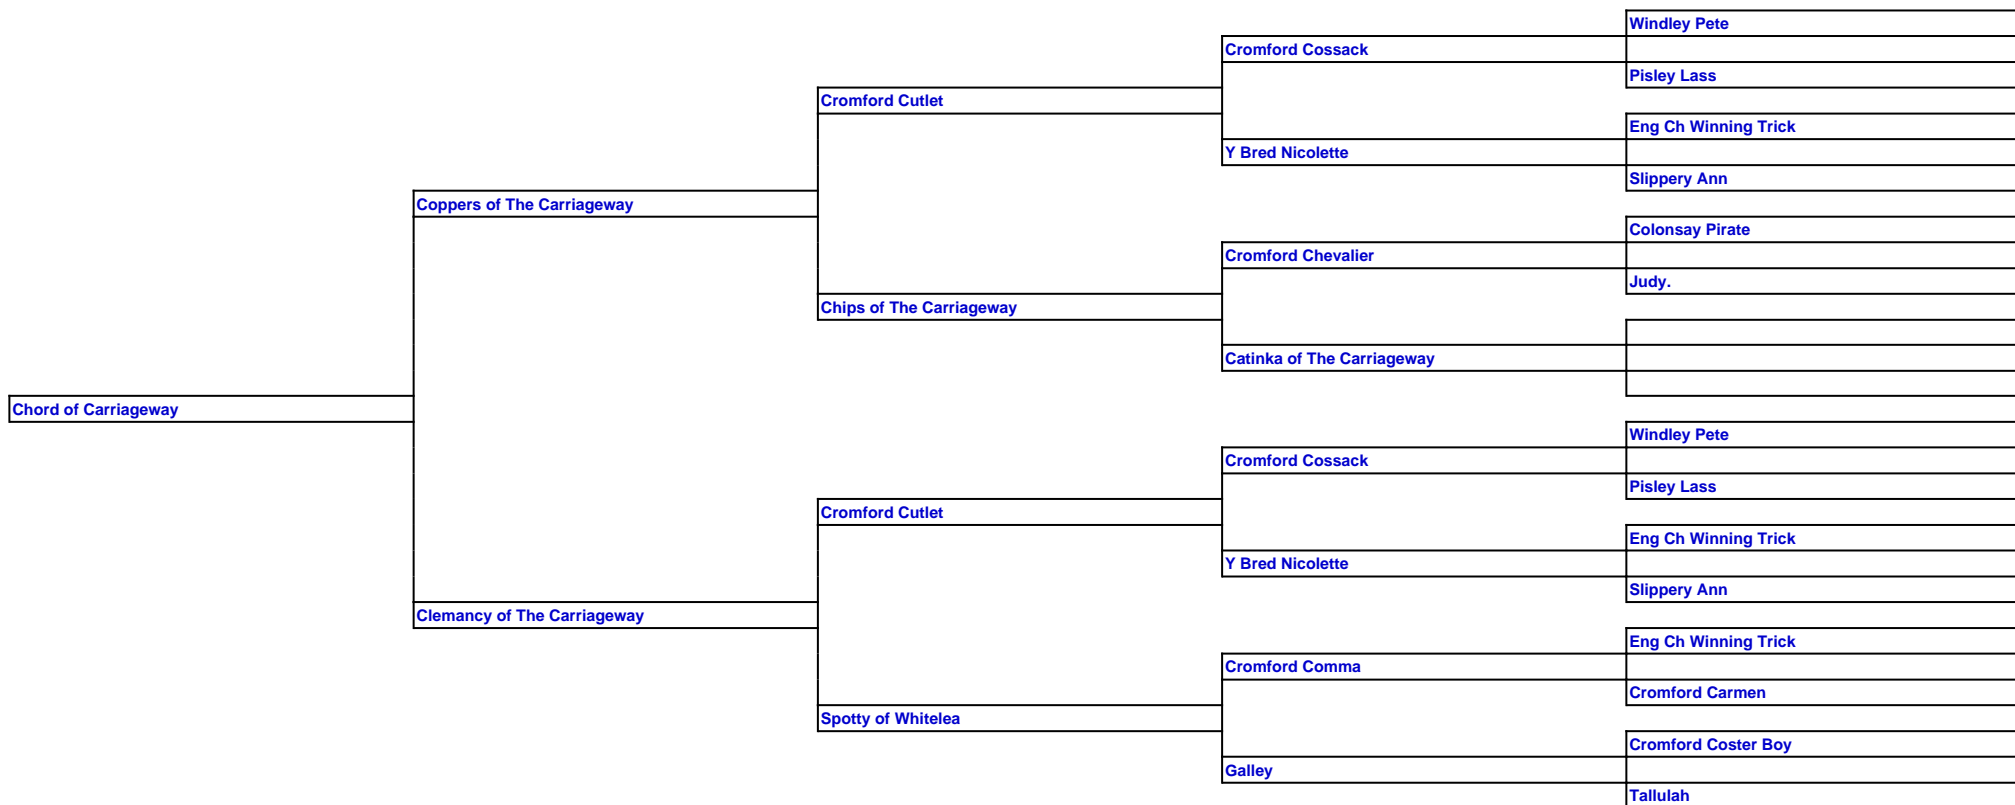 Windley Pete
Cromford Cossack
Pisley Lass
Cromford Cutlet
Eng Ch Winning Trick
Y Bred Nicolette
Slippery Ann
Coppers of The Carriageway
Colonsay Pirate
Cromford Chevalier
Judy.
Chips of The Carriageway
Catinka of The Carriageway
Chord of Carriageway
Windley Pete
Cromford Cossack
Pisley Lass
Cromford Cutlet
Eng Ch Winning Trick
Y Bred Nicolette
Slippery Ann
Clemancy of The Carriageway
Eng Ch Winning Trick
Cromford Comma
Cromford Carmen
Spotty of Whitelea
Cromford Coster Boy
Galley
Tallulah